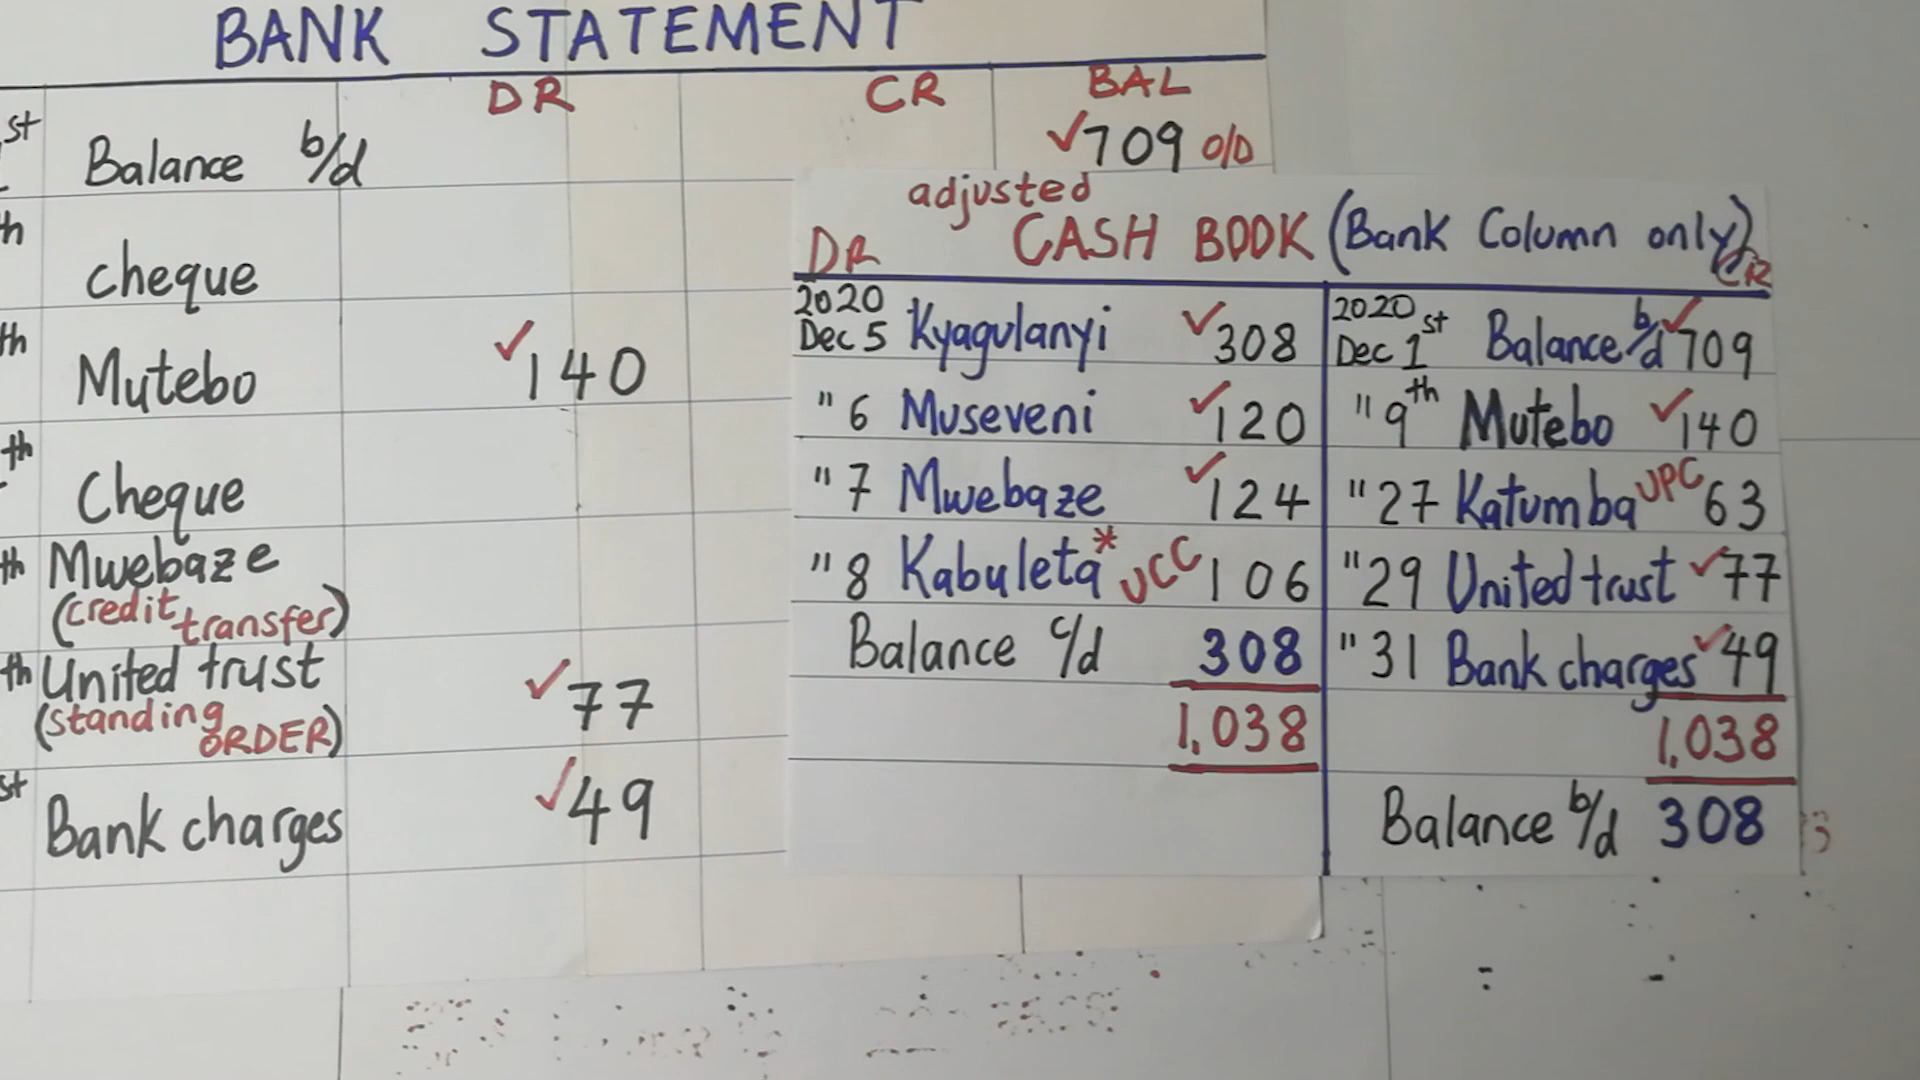 BANK STATEMENT
DR CR BAL
st Balance b/d ✓709 O/D
th cheque
th Mutebo ✓140
th Cheque
th Mwebaze
(credit transfer)
th United trust ✓77
(standing ORDER)
st Bank charges ✓49
adjusted
DR CASH BOOK (Bank Column only) CR
2020 2020
Dec 5 Kyagulanyi ✓308 Dec 1st Balance b/d ✓709
" 6 Museveni ✓120 " 9th Mutebo ✓140
" 7 Mwebaze ✓124 " 27 Katumba UPC 63
" 8 Kabuleta* UCC 106 " 29 United trust ✓77
Balance c/d 308 " 31 Bank charges ✓49
1,038 1,038
Balance b/d 308